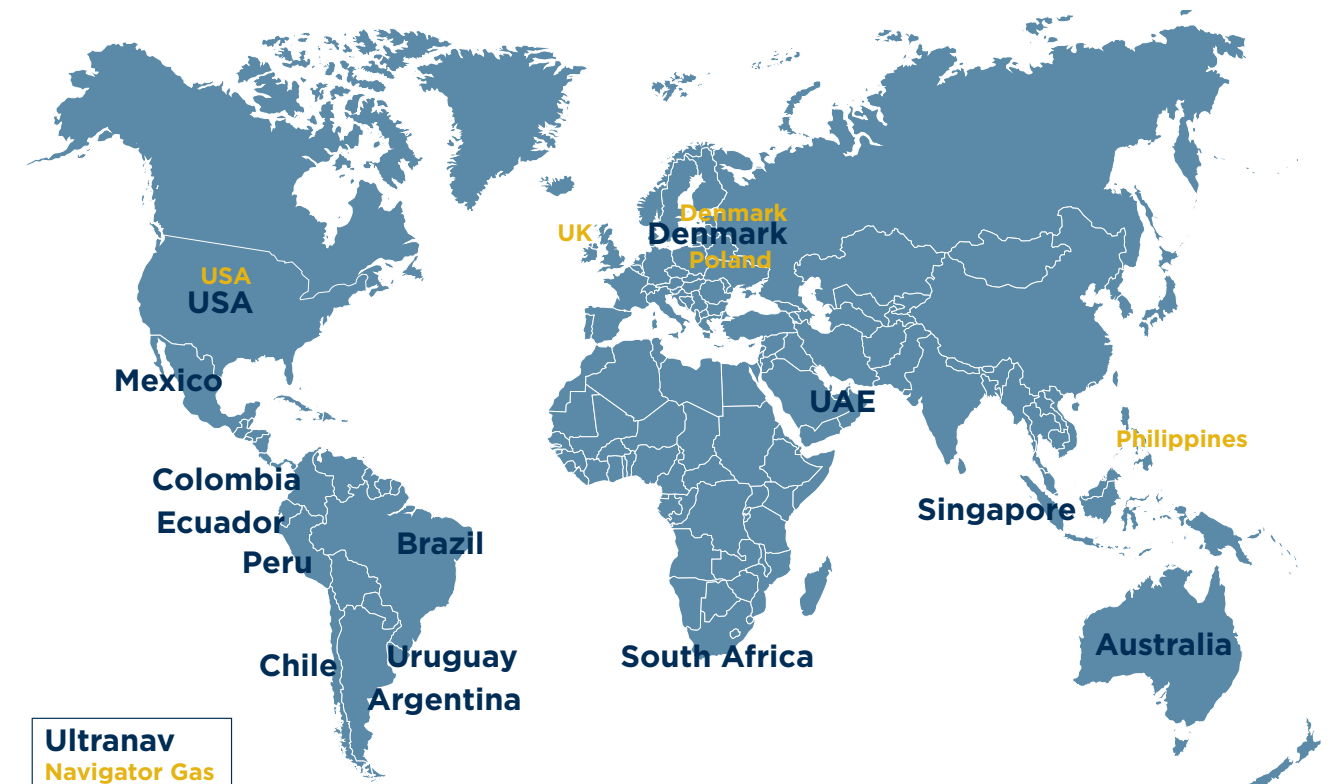 Denmark
UK
Denmark
Poland
USA
USA
Mexico
UAE
Philippines
Colombia
Singapore
Ecuador
Brazil
Peru
Australia
Uruguay
South Africa
Chile
Argentina
Ultranav
Navigator Gas